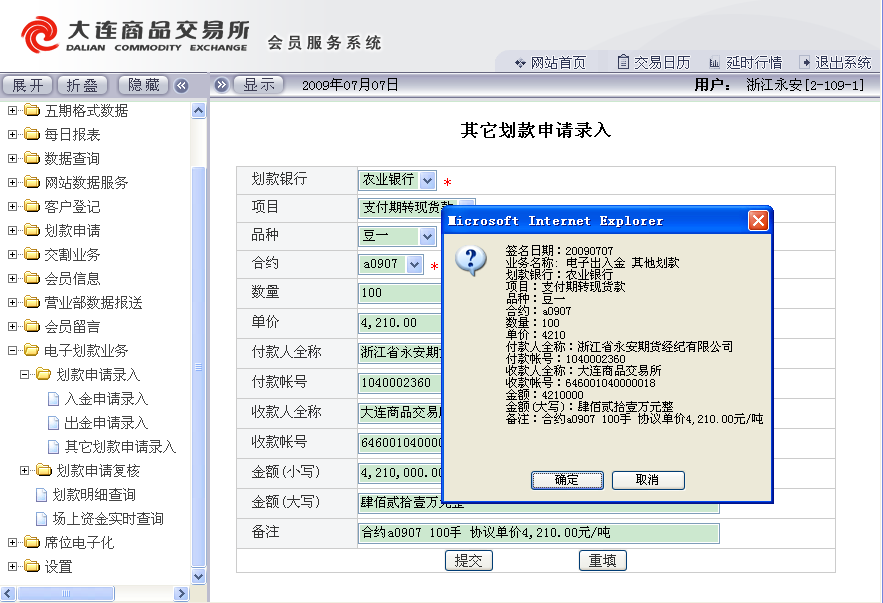 大连商品交易所
DALIAN COMMODITY EXCHANGE
会员服务系统
网站首页 交易日历 延时行情 退出系统
展开 折叠 隐藏 显示 2009年07月07日 用户： 浙江永安[2-109-1]
五期格式数据
每日报表
数据查询
网站数据服务
客户登记
划款申请
交割业务
会员信息
营业部数据报送
会员留言
电子划款业务
划款申请录入
入金申请录入
出金申请录入
其它划款申请录入
划款申请复核
划款明细查询
场上资金实时查询
席位电子化
设置
其它划款申请录入
划款银行 农业银行 *
项目 支付期转现货款
品种 豆一
合约 a0907 *
数量 100
单价 4,210.00
付款人全称 浙江省永安期
付款帐号 1040002360
收款人全称 大连商品交易
收款帐号 64600104000
金额(小写) 4,210,000.0
金额(大写) 肆佰贰拾壹万元整
备注 合约a0907 100手 协议单价4,210.00元/吨
提交 重填
Microsoft Internet Explorer
签名日期：20090707
业务名称: 电子出入金 其他划款
划款银行：农业银行
项目：支付期转现货款
品种：豆一
合约：a0907
数量：100
单价：4210
付款人全称：浙江省永安期货经纪有限公司
付款帐号：1040002360
收款人全称：大连商品交易所
收款帐号：646001040000018
金额：4210000
金额(大写)：肆佰贰拾壹万元整
备注：合约a0907 100手 协议单价4,210.00元/吨
确定 取消